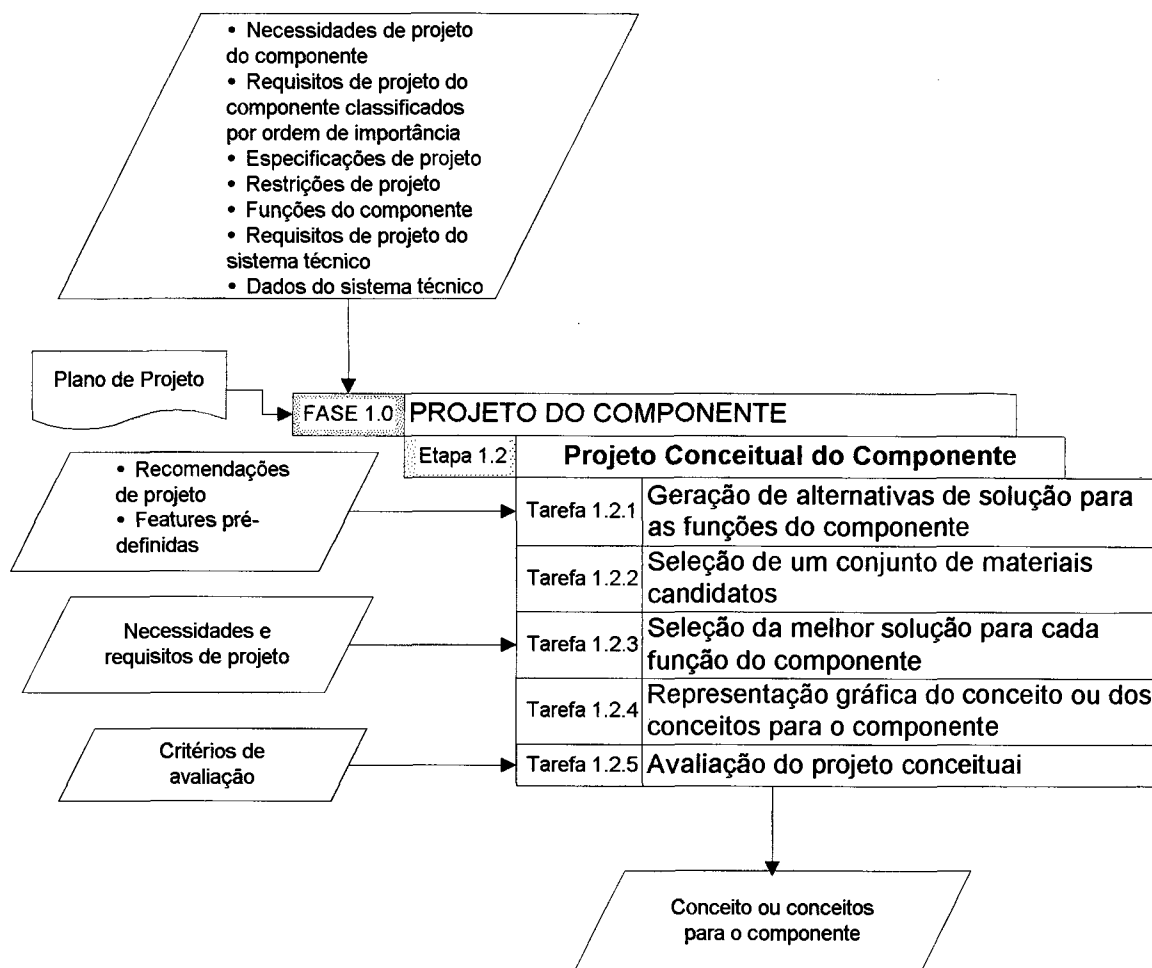 • Necessidades de projeto
do componente
• Requisitos de projeto do
componente classificados
por ordem de importância
• Especificações de projeto
• Restrições de projeto
• Funções do componente
• Requisitos de projeto do
sistema técnico
• Dados do sistema técnico
Plano de Projeto
FASE 1.0 PROJETO DO COMPONENTE
Etapa 1.2 Projeto Conceitual do Componente
• Recomendações
de projeto
• Features pré-
definidas
Tarefa 1.2.1 Geração de alternativas de solução para
as funções do componente
Tarefa 1.2.2 Seleção de um conjunto de materiais
candidatos
Necessidades e
requisitos de projeto
Tarefa 1.2.3 Seleção da melhor solução para cada
função do componente
Tarefa 1.2.4 Representação gráfica do conceito ou dos
conceitos para o componente
Critérios de
avaliação
Tarefa 1.2.5 Avaliação do projeto conceituai
Conceito ou conceitos
para o componente